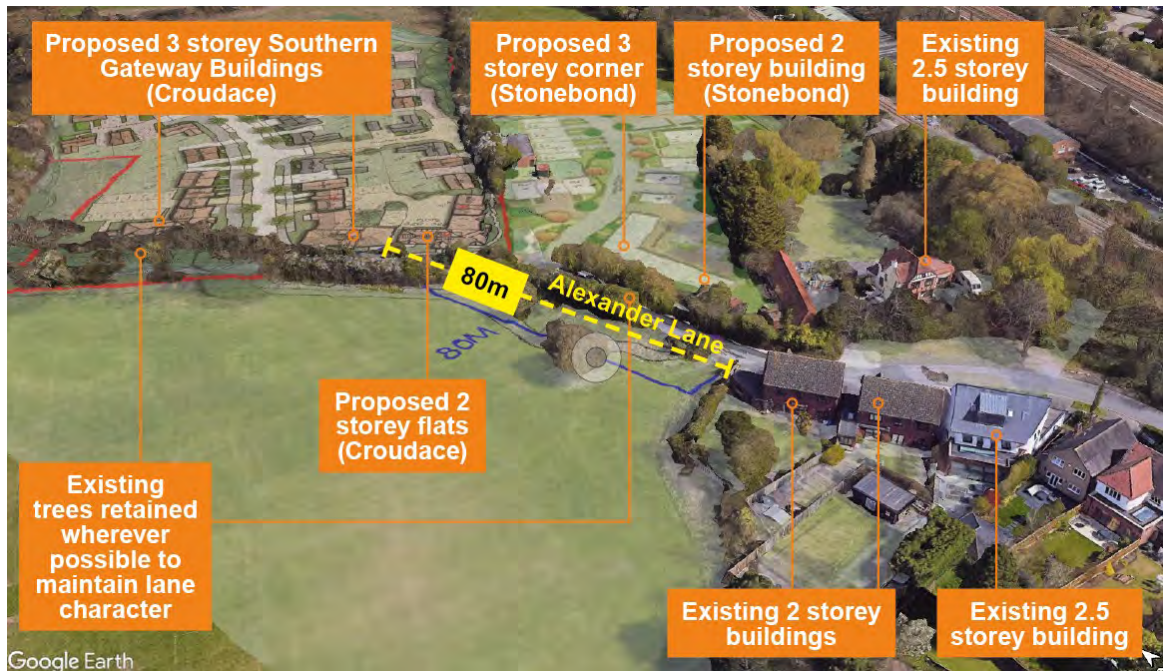 Proposed 3 storey Southern
Gateway Buildings
(Croudace)
Proposed 3
storey corner
(Stonebond)
Proposed 2
storey building
(Stonebond)
Existing
2.5 storey
building
80m
Alexander Lane
80M
Proposed 2
storey flats
(Croudace)
Existing
trees retained
wherever
possible to
maintain lane
character
Existing 2 storey
buildings
Existing 2.5
storey building
Google Earth